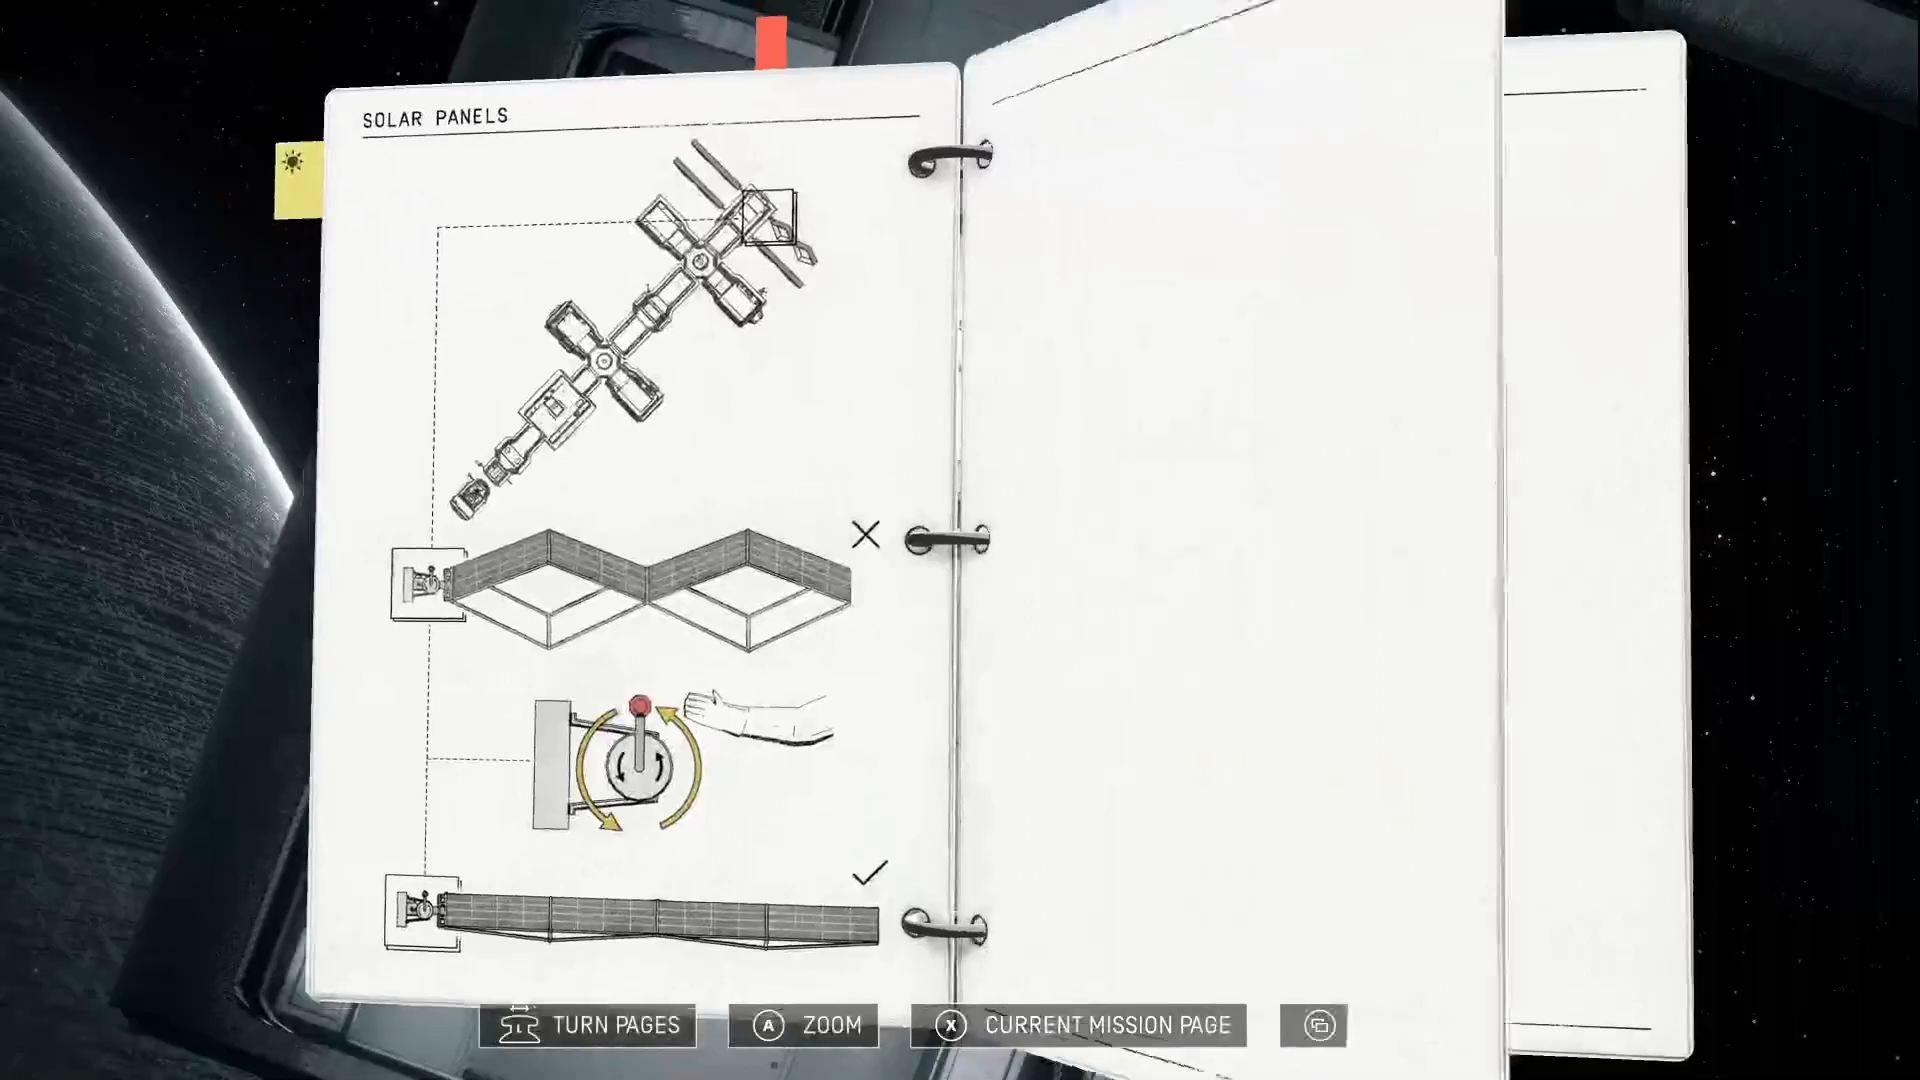 SOLAR PANELS
L TURN PAGES
A ZOOM
X CURRENT MISSION PAGE